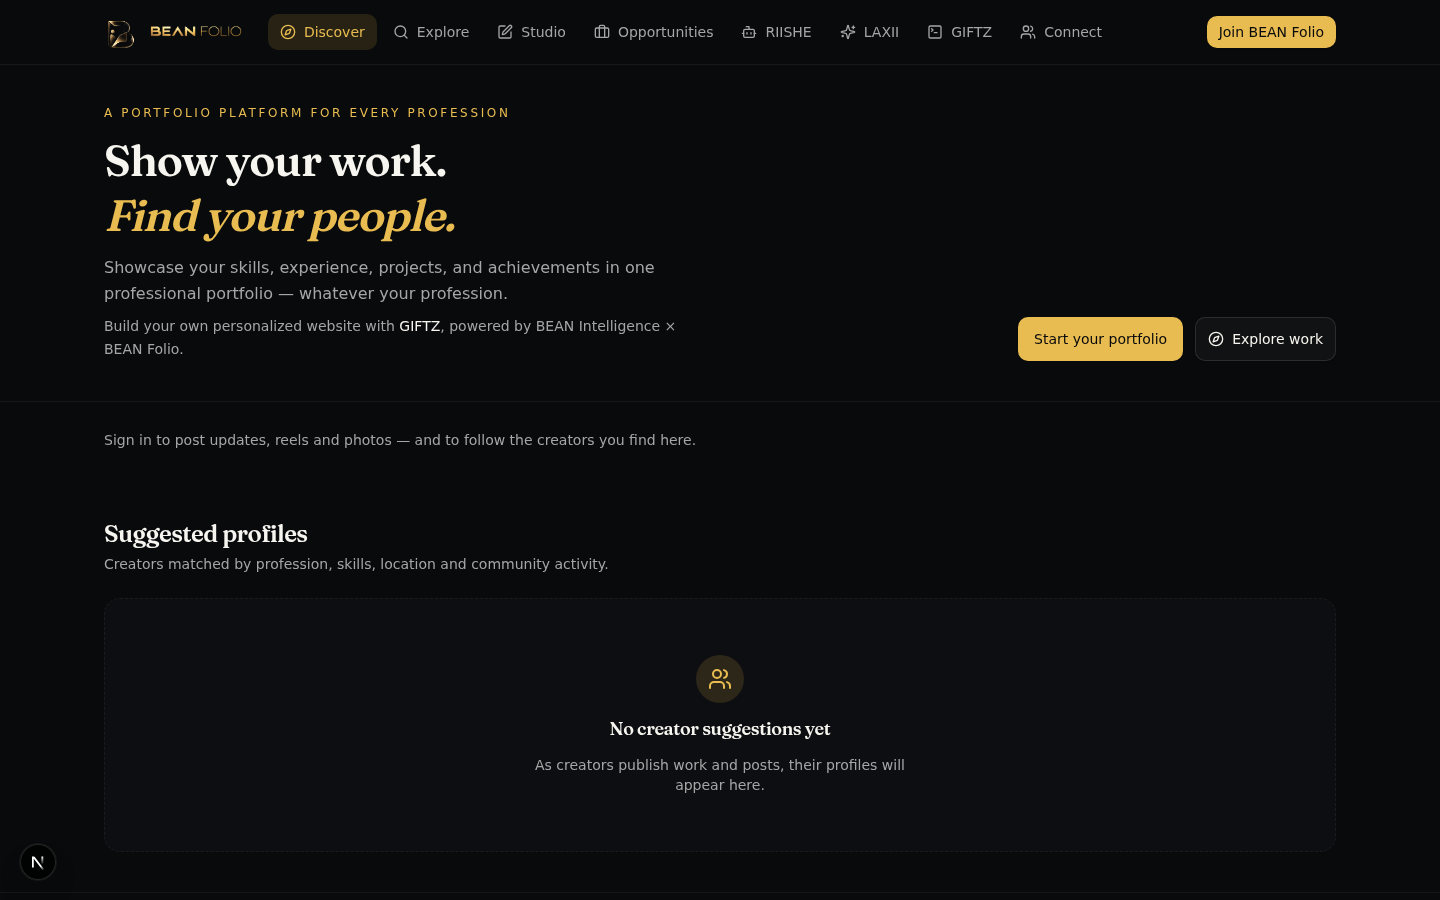 BEAN FOLIO
Discover
Explore
Studio
Opportunities
RIISHE
LAXII
GIFTZ
Connect
Join BEAN Folio
A PORTFOLIO PLATFORM FOR EVERY PROFESSION
Show your work.
Find your people.
Showcase your skills, experience, projects, and achievements in one
professional portfolio — whatever your profession.
Build your own personalized website with GIFTZ, powered by BEAN Intelligence ×
BEAN Folio.
Start your portfolio
Explore work
Sign in to post updates, reels and photos — and to follow the creators you find here.
Suggested profiles
Creators matched by profession, skills, location and community activity.
No creator suggestions yet
As creators publish work and posts, their profiles will
appear here.
N